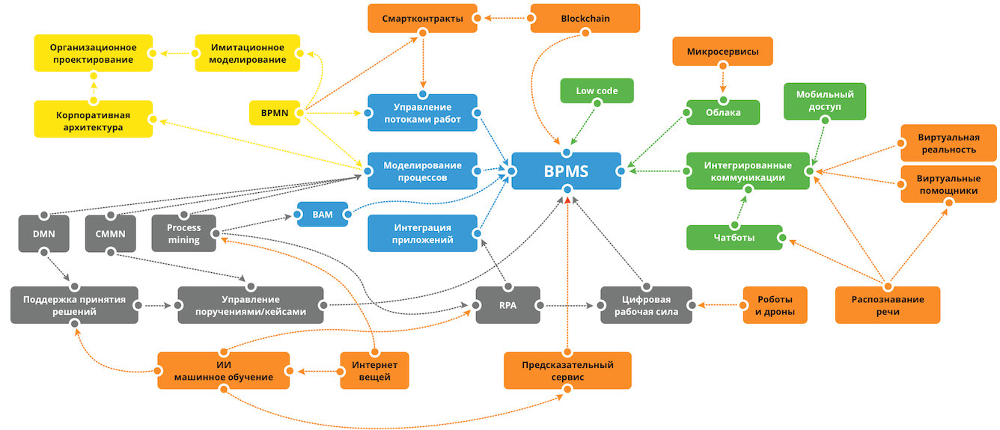 Смартконтракты
Blockchain
Организационное
проектирование
Имитационное
моделирование
Микросервисы
Low code
Мобильный
доступ
Корпоративная
архитектура
BPMN
Управление
потоками работ
Облака
Виртуальная
реальность
Моделирование
процессов
BPMS
Интегрированные
коммуникации
Виртуальные
помощники
DMN
CMMN
Process
mining
BAM
Интеграция
приложений
Чатботы
Поддержка принятия
решений
Управление
поручениями/кейсами
RPA
Цифровая
рабочая сила
Роботы
и дроны
Распознавание
речи
ИИ
машинное обучение
Интернет
вещей
Предсказательный
сервис